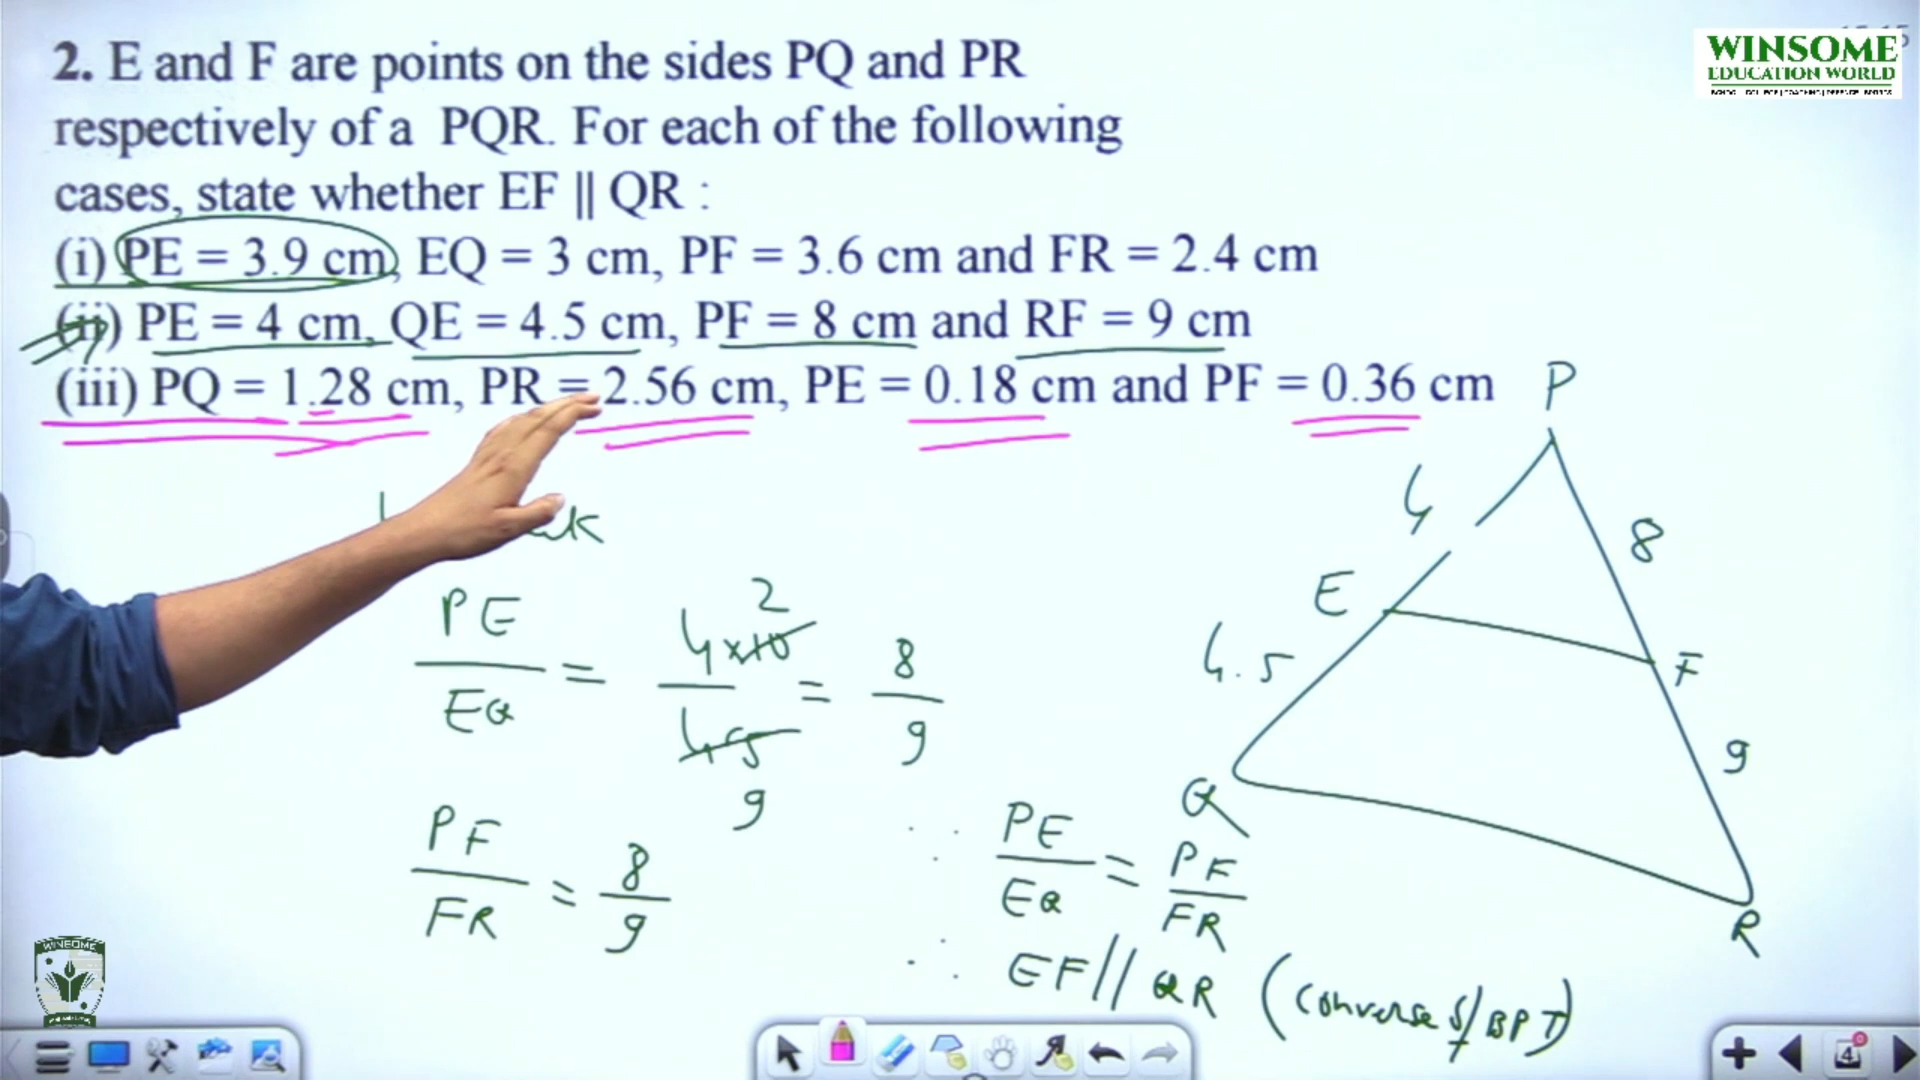 2. E and F are points on the sides PQ and PR
respectively of a PQR. For each of the following
cases, state whether EF || QR :
(i) PE = 3.9 cm, EQ = 3 cm, PF = 3.6 cm and FR = 2.4 cm
(ii) PE = 4 cm, QE = 4.5 cm, PF = 8 cm and RF = 9 cm
(iii) PQ = 1.28 cm, PR = 2.56 cm, PE = 0.18 cm and PF = 0.36 cm
WINSOME
EDUCATION WORLD
PE/EQ = 4×10/45 = 8/9
2
9
PF/FR = 8/9
∴ PE/EQ = PF/FR
∴ EF || QR (converse of BPT)
P
4
8
E
4.5
F
9
Q
R
WINSOME
4